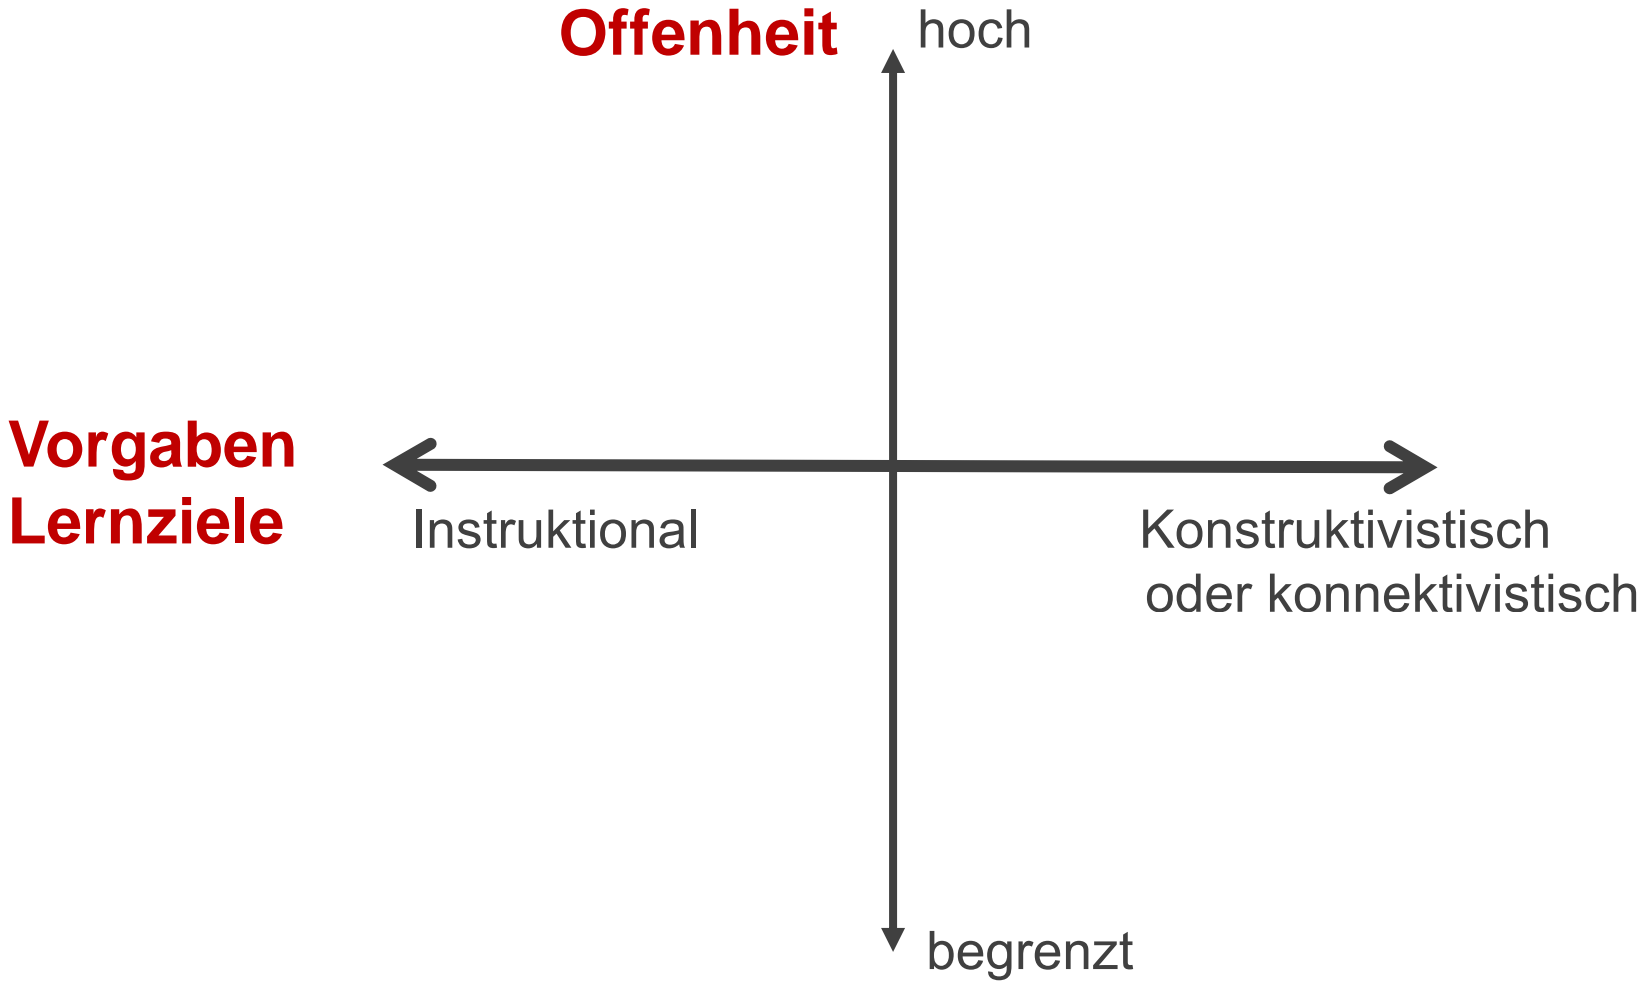 Offenheit
hoch
Vorgaben
Lernziele
Instruktional
Konstruktivistisch
oder konnektivistisch
begrenzt